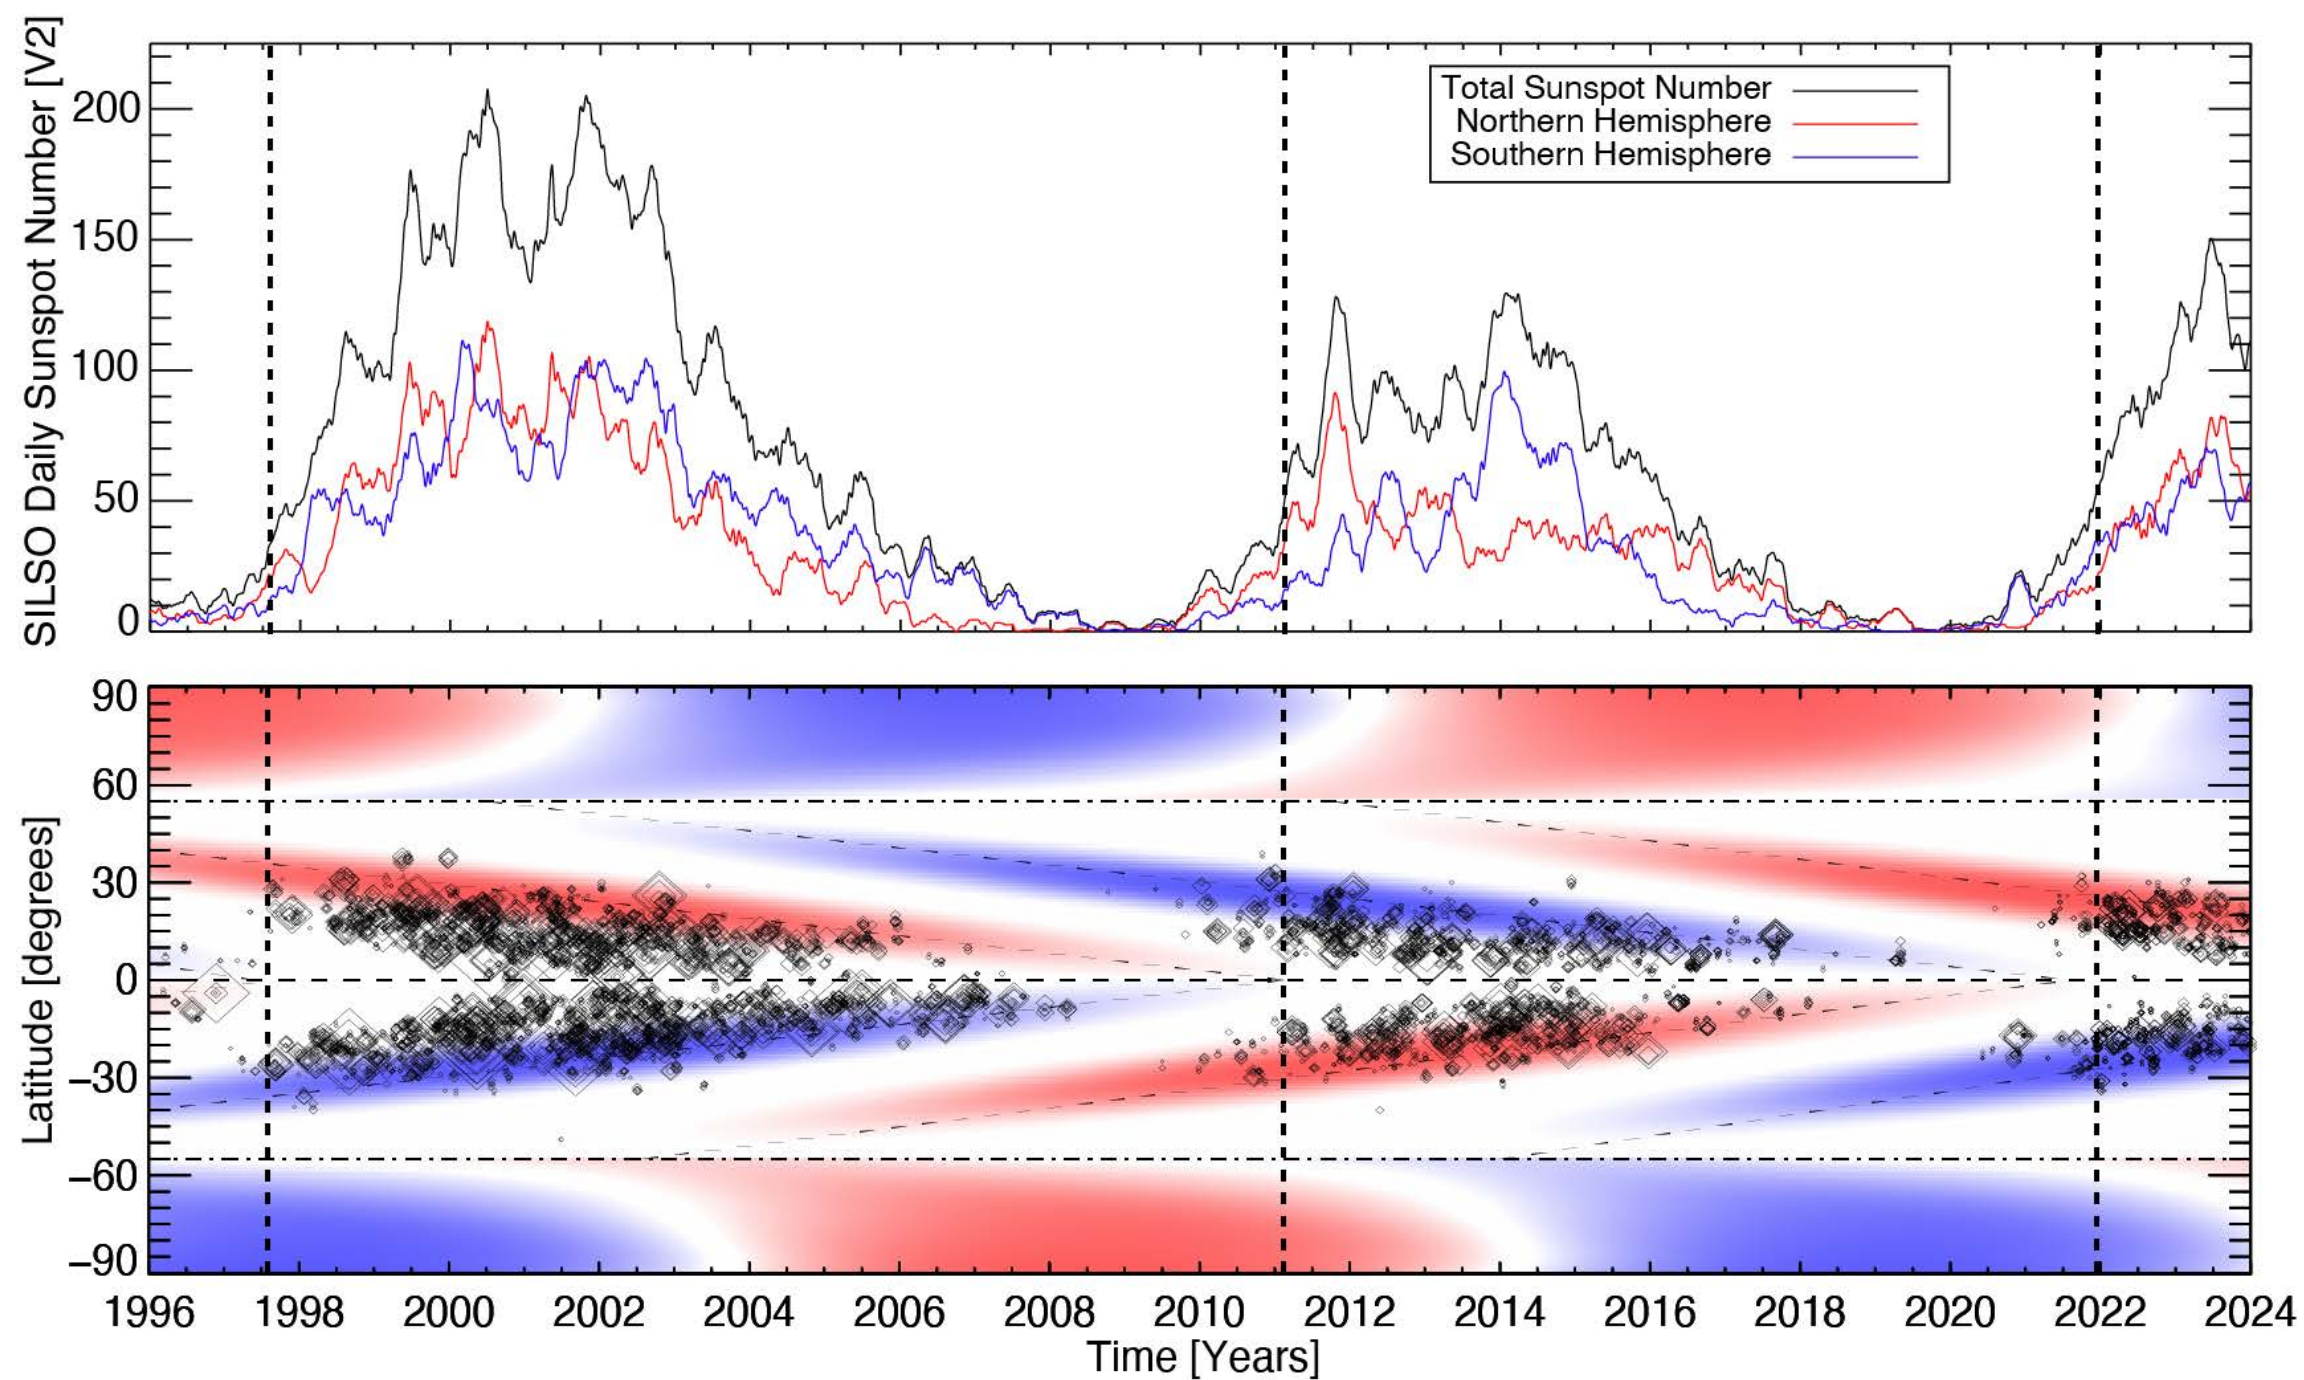 SILSO Daily Sunspot Number [V2]
200
150
100
50
0
Total Sunspot Number
Northern Hemisphere
Southern Hemisphere
Latitude [degrees]
90
60
30
0
−30
−60
−90
1996 1998 2000 2002 2004 2006 2008 2010 2012 2014 2016 2018 2020 2022 2024
Time [Years]